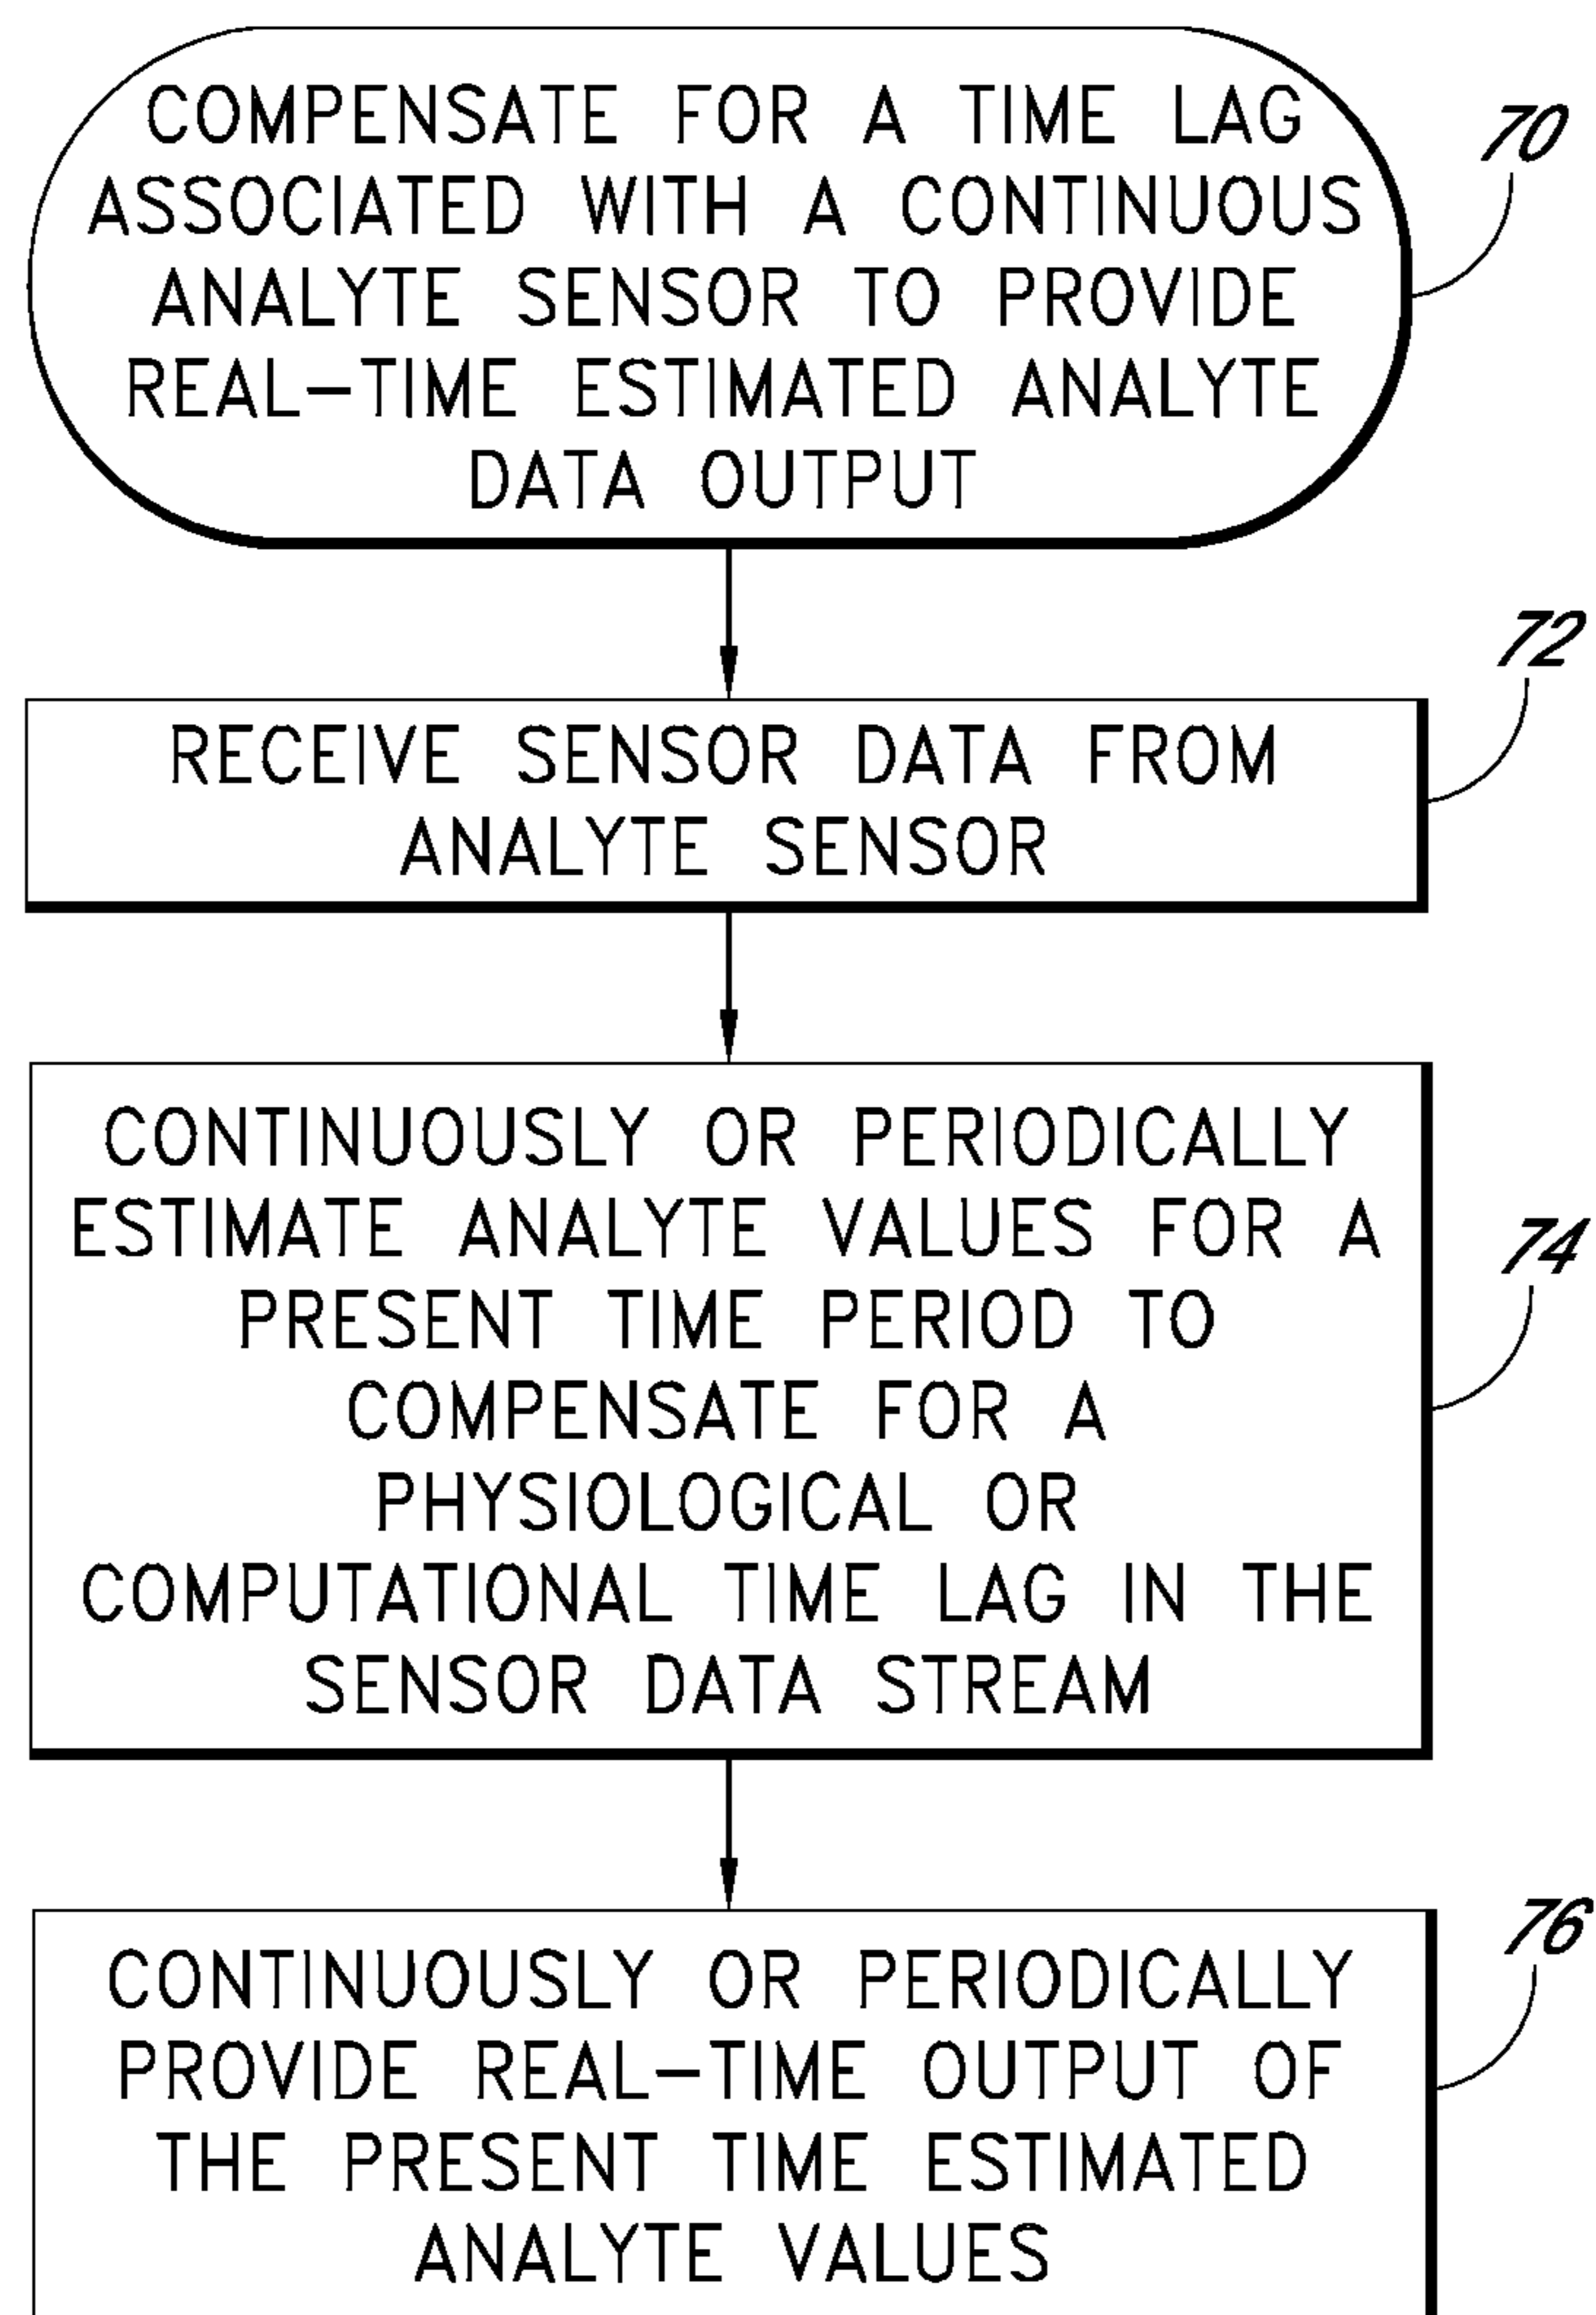 COMPENSATE FOR A TIME LAG
ASSOCIATED WITH A CONTINUOUS
ANALYTE SENSOR TO PROVIDE
REAL-TIME ESTIMATED ANALYTE
DATA OUTPUT
70
72
RECEIVE SENSOR DATA FROM
ANALYTE SENSOR
CONTINUOUSLY OR PERIODICALLY
ESTIMATE ANALYTE VALUES FOR A
PRESENT TIME PERIOD TO
COMPENSATE FOR A
PHYSIOLOGICAL OR
COMPUTATIONAL TIME LAG IN THE
SENSOR DATA STREAM
74
76
CONTINUOUSLY OR PERIODICALLY
PROVIDE REAL-TIME OUTPUT OF
THE PRESENT TIME ESTIMATED
ANALYTE VALUES